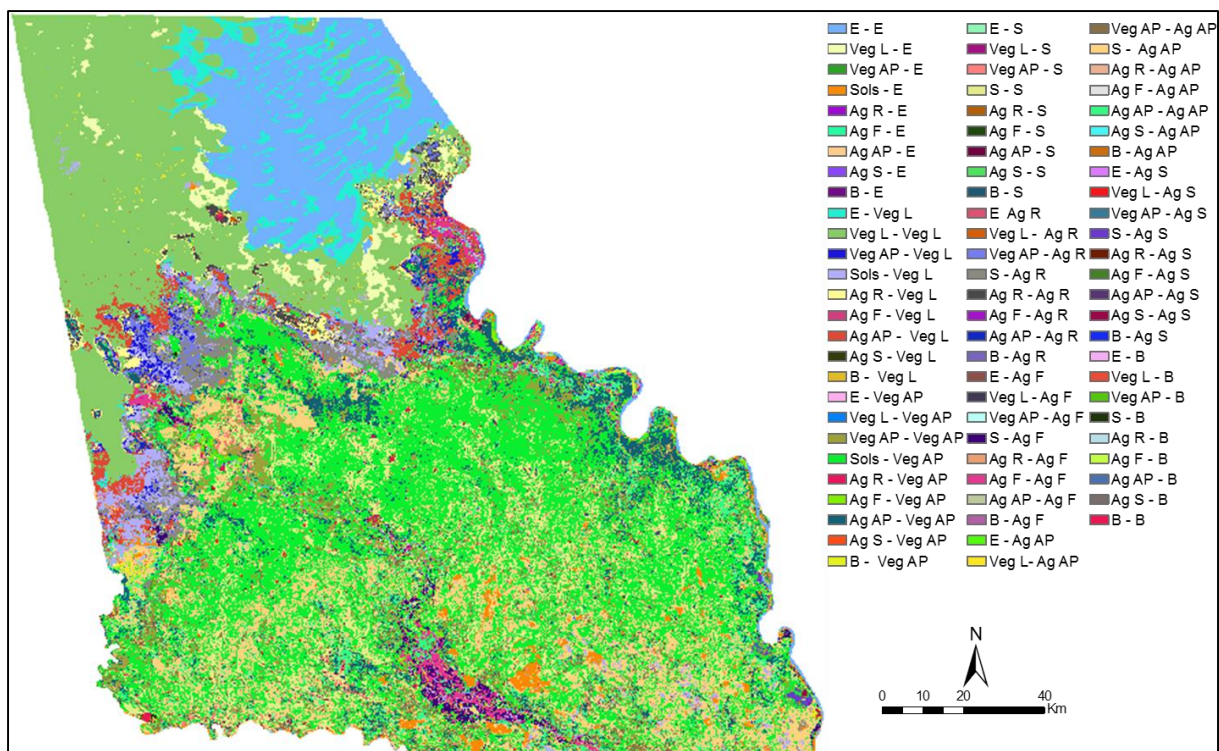 E - E
Veg L - E
Veg AP - E
Sols - E
Ag R - E
Ag F - E
Ag AP - E
Ag S - E
B - E
E - Veg L
Veg L - Veg L
Veg AP - Veg L
Sols - Veg L
Ag R - Veg L
Ag F - Veg L
Ag AP - Veg L
Ag S - Veg L
B - Veg L
E - Veg AP
Veg L - Veg AP
Veg AP - Veg AP
Sols - Veg AP
Ag R - Veg AP
Ag F - Veg AP
Ag AP - Veg AP
Ag S - Veg AP
B - Veg AP
E - S
Veg L - S
Veg AP - S
S - S
Ag R - S
Ag F - S
Ag AP - S
Ag S - S
B - S
E Ag R
Veg L - Ag R
Veg AP - Ag R
S - Ag R
Ag R - Ag R
Ag F - Ag R
Ag AP - Ag R
B - Ag R
E - Ag F
Veg L - Ag F
Veg AP - Ag F
S - Ag F
Ag R - Ag F
Ag F - Ag F
Ag AP - Ag F
B - Ag F
E - Ag AP
Veg L- Ag AP
Veg AP - Ag AP
S - Ag AP
Ag R - Ag AP
Ag F - Ag AP
Ag AP - Ag AP
Ag S - Ag AP
B - Ag AP
E - Ag S
Veg L - Ag S
Veg AP - Ag S
S - Ag S
Ag R - Ag S
Ag F - Ag S
Ag AP - Ag S
Ag S - Ag S
B - Ag S
E - B
Veg L - B
Veg AP - B
S - B
Ag R - B
Ag F - B
Ag AP - B
Ag S - B
B - B
N
0 10 20 40
Km